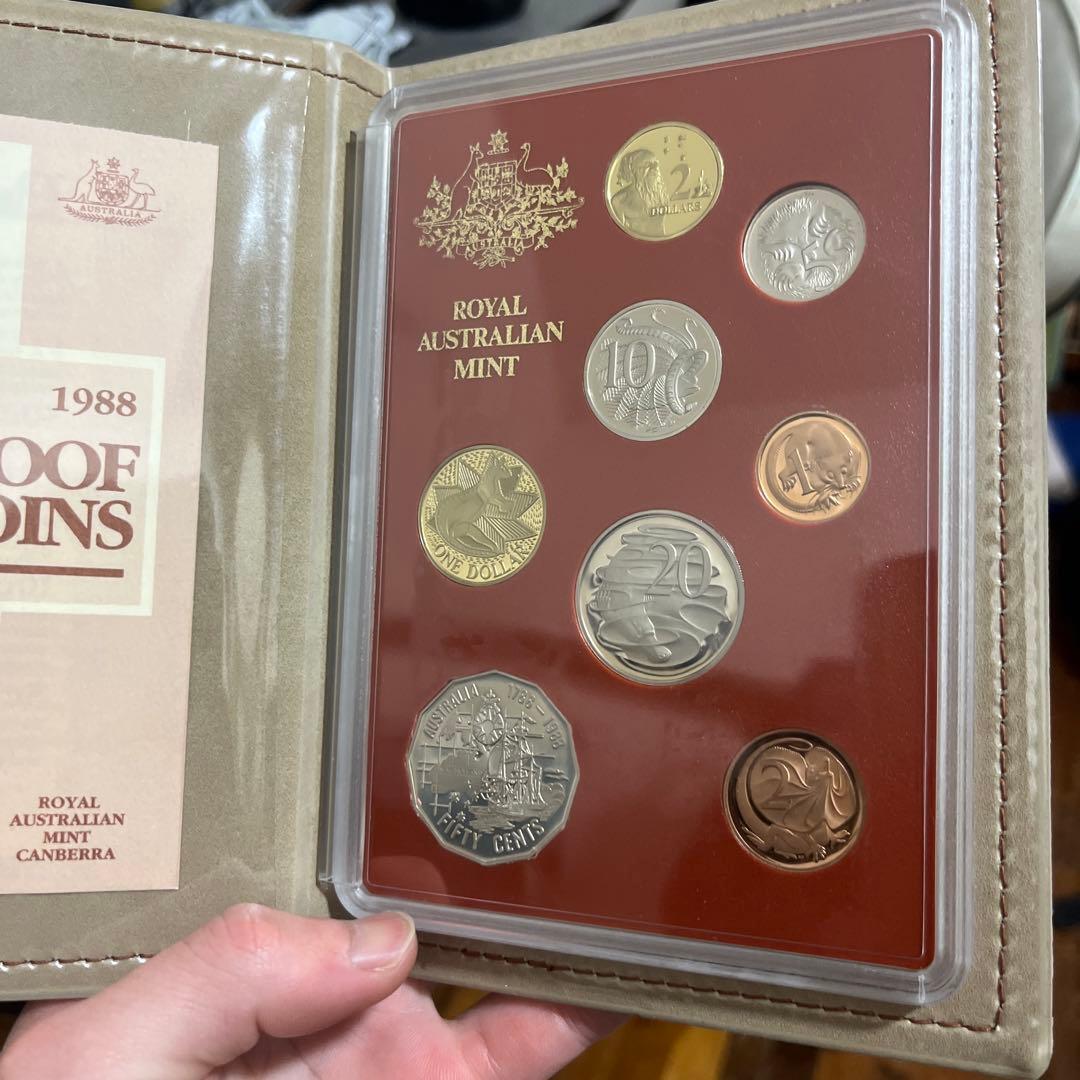 AUSTRALIA
1988
OOF
OINS
ROYAL
AUSTRALIAN
MINT
CANBERRA
AUSTRALIA
ROYAL
AUSTRALIAN
MINT
2
DOLLARS
10
1
ONE DOLLAR
20
AUSTRALIA 1788-1988
FIFTY CENTS
2